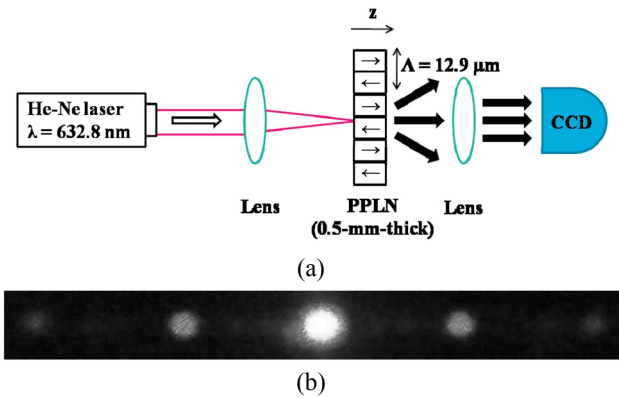 z
Λ = 12.9 μm
He-Ne laser
λ = 632.8 nm
CCD
Lens
PPLN
Lens
(0.5-mm-thick)
(a)
(b)